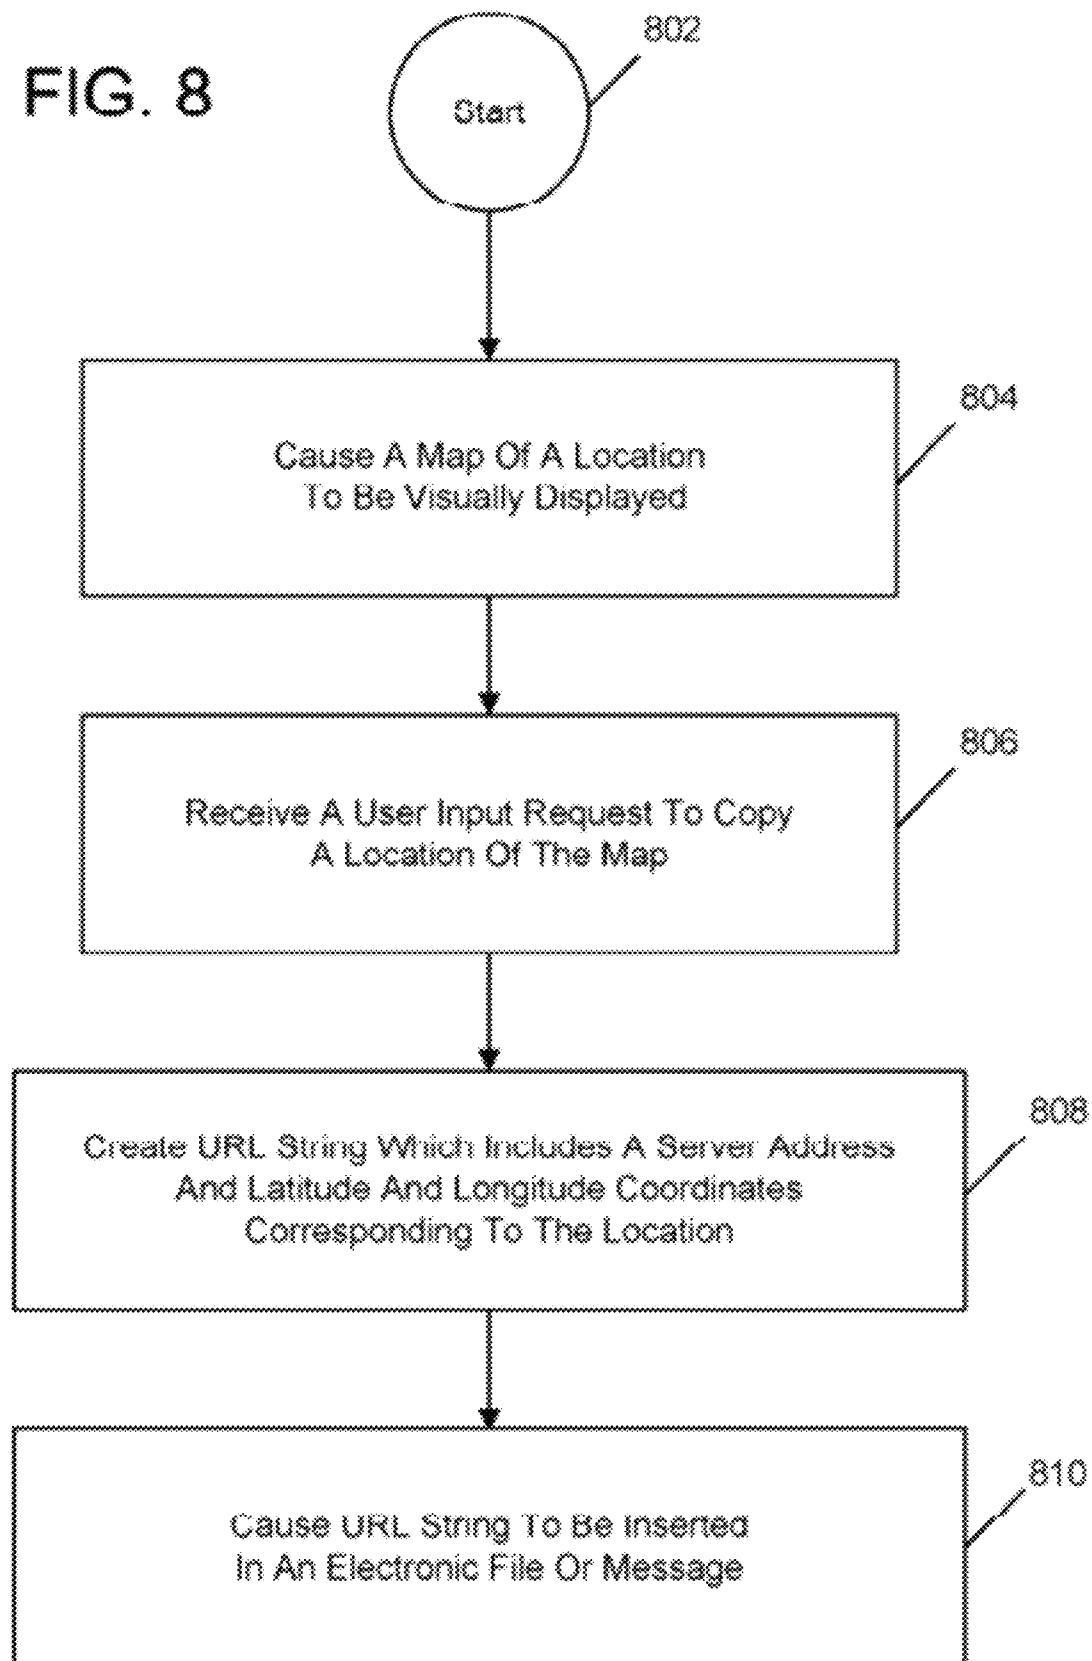 FIG. 8
802
Start
804
Cause A Map Of A Location
To Be Visually Displayed
806
Receive A User Input Request To Copy
A Location Of The Map
808
Create URL String Which Includes A Server Address
And Latitude And Longitude Coordinates
Corresponding To The Location
810
Cause URL String To Be Inserted
In An Electronic File Or Message